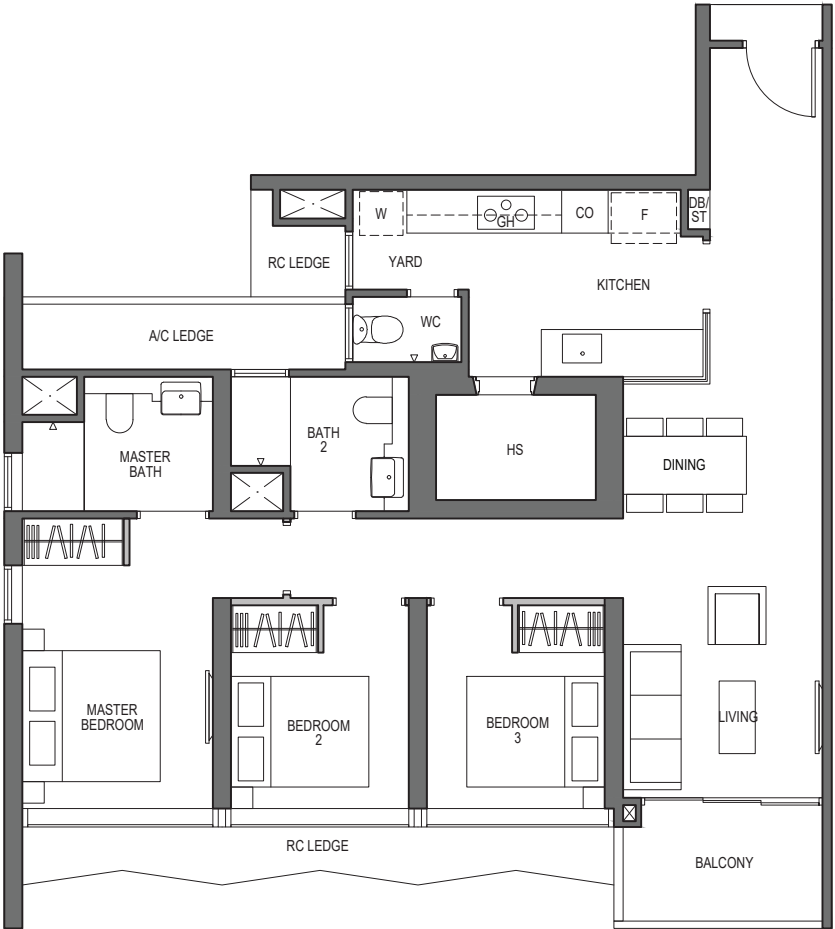 W
GH
CO
F
DB/
ST
RC LEDGE
YARD
KITCHEN
A/C LEDGE
WC
MASTER
BATH
BATH
2
HS
DINING
MASTER
BEDROOM
BEDROOM
2
BEDROOM
3
LIVING
RC LEDGE
BALCONY